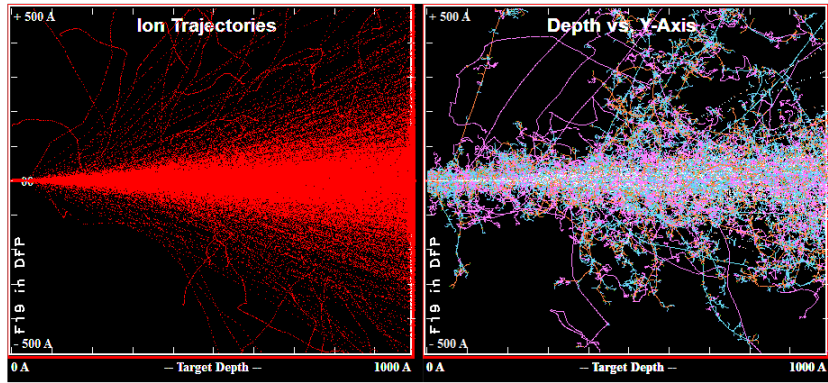 Ion Trajectories
+ 500 A
F19 in DFP
- 500 A
0 A
-- Target Depth --
1000 A
Depth vs. Y-Axis
+ 500 A
F19 in DFP
- 500 A
0 A
-- Target Depth --
1000 A